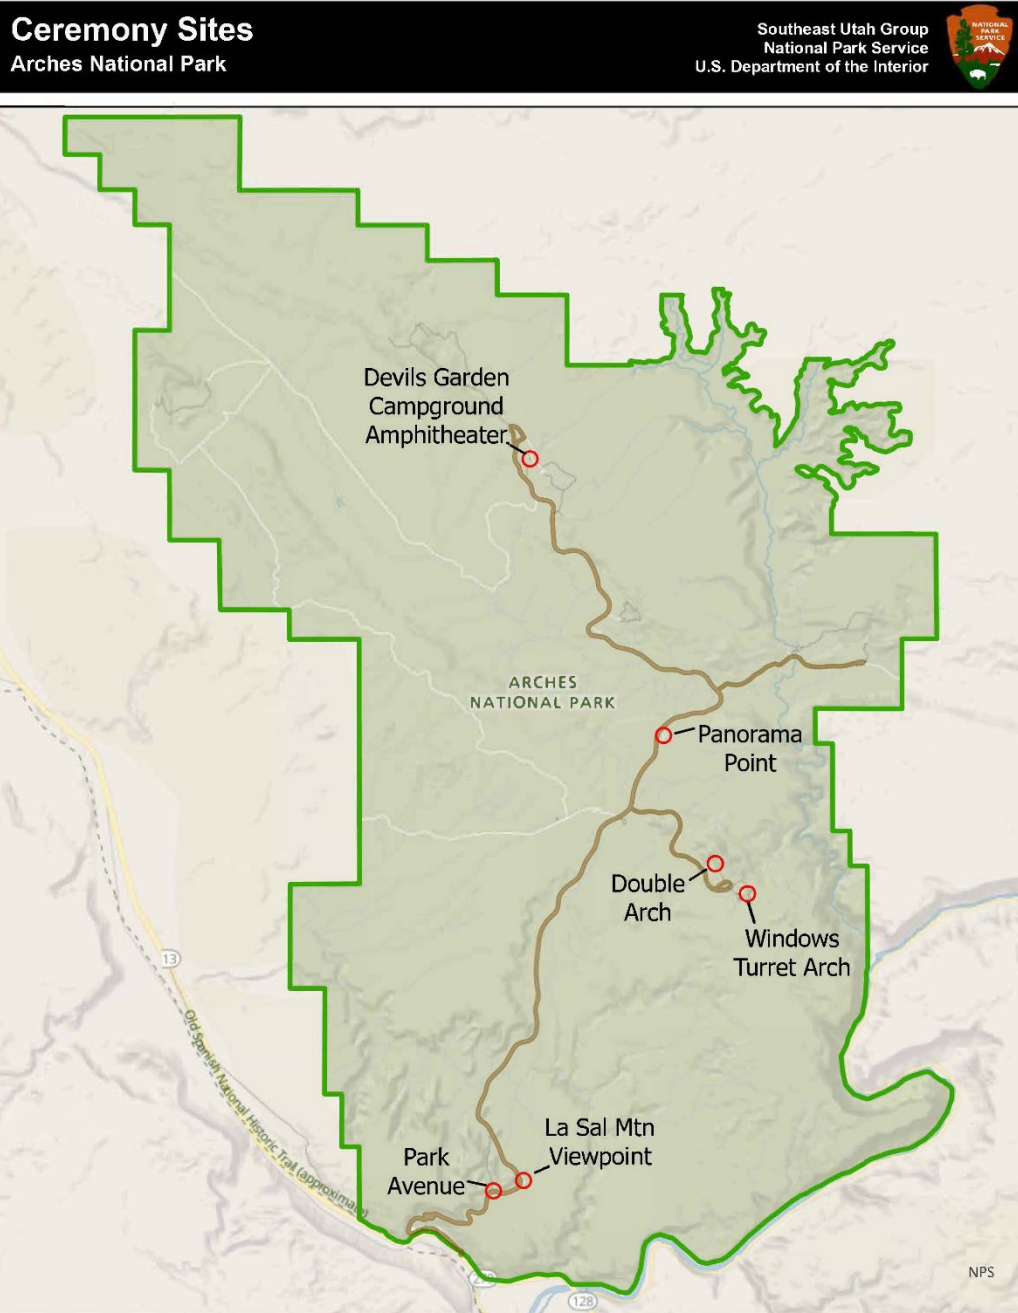 Ceremony Sites
Arches National Park
Southeast Utah Group
National Park Service
U.S. Department of the Interior
NATIONAL
PARK
SERVICE
Devils Garden
Campground
Amphitheater
ARCHES
NATIONAL PARK
Panorama
Point
Double
Arch
Windows
Turret Arch
13
Old Spanish National Historic Trail (approximate)
La Sal Mtn
Viewpoint
Park
Avenue
NPS
128